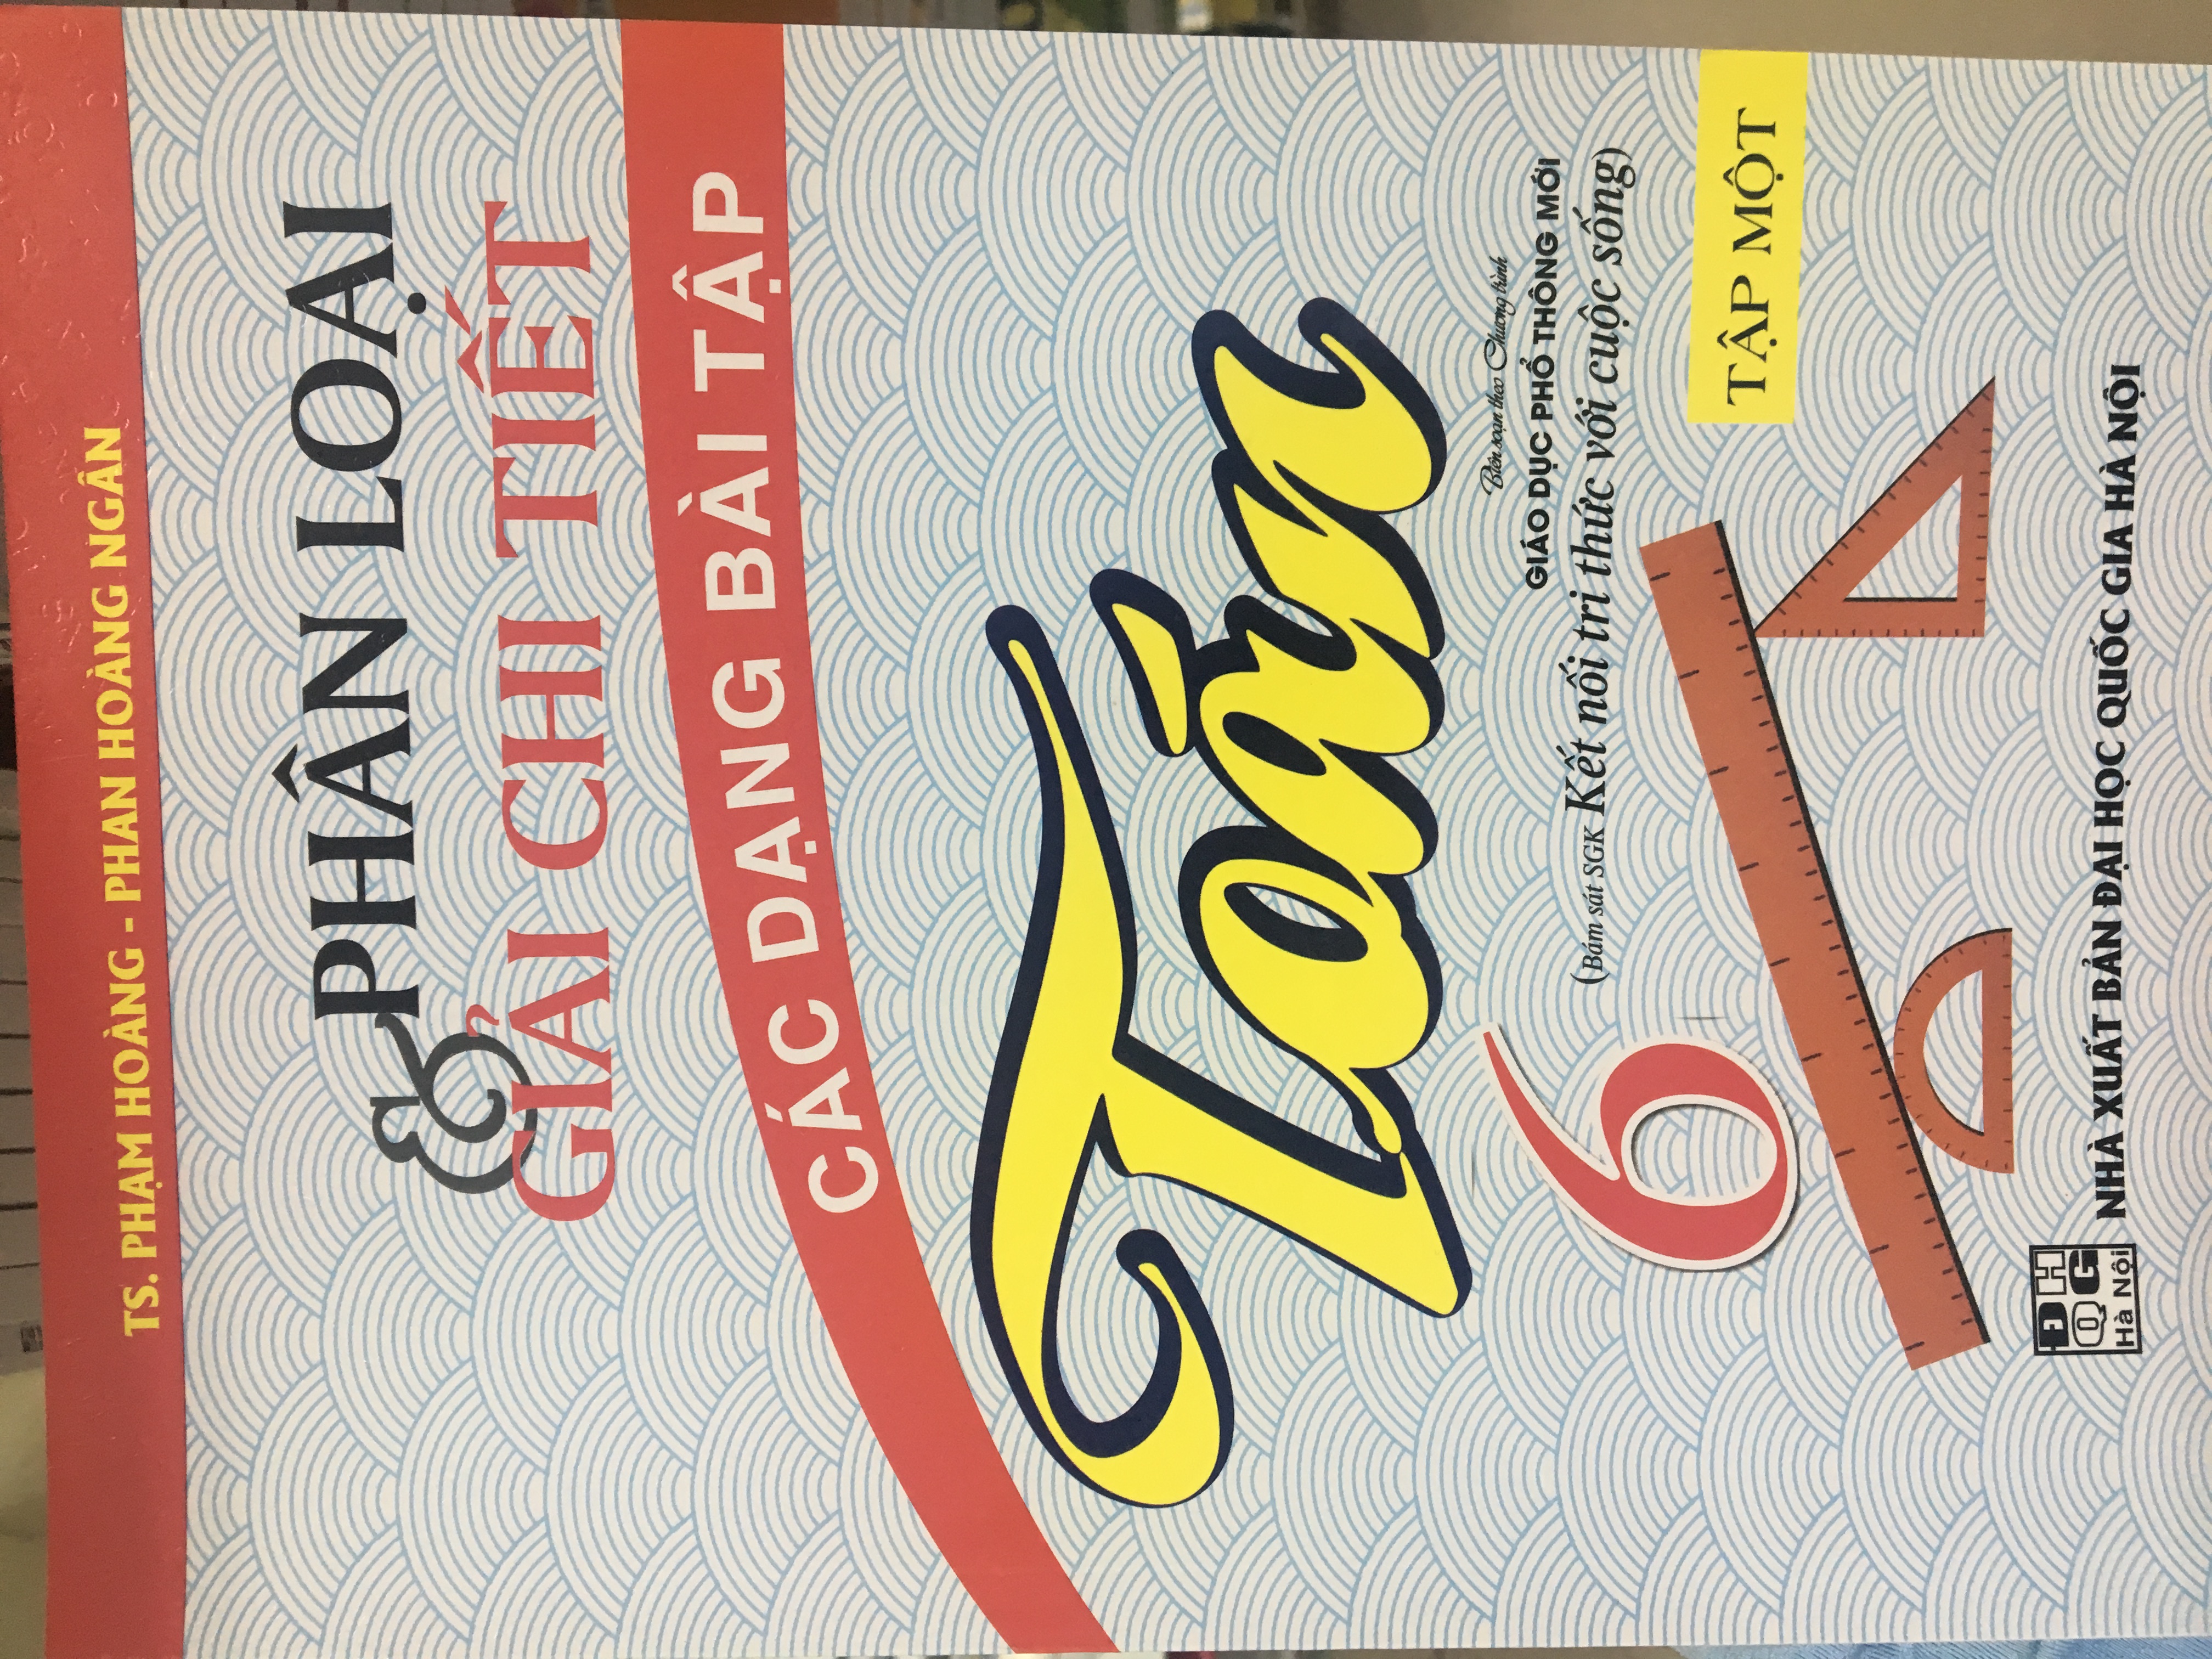 TS. PHẠM HOÀNG - PHAN HOÀNG NGÂN
PHÂN LOẠI
& GIẢI CHI TIẾT
CÁC DẠNG BÀI TẬP
Toán
6
Biên soạn theo Chương trình
GIÁO DỤC PHỔ THÔNG MỚI
(Bám sát SGK Kết nối tri thức với cuộc sống)
TẬP MỘT
ĐH
QG
Hà Nội
NHÀ XUẤT BẢN ĐẠI HỌC QUỐC GIA HÀ NỘI